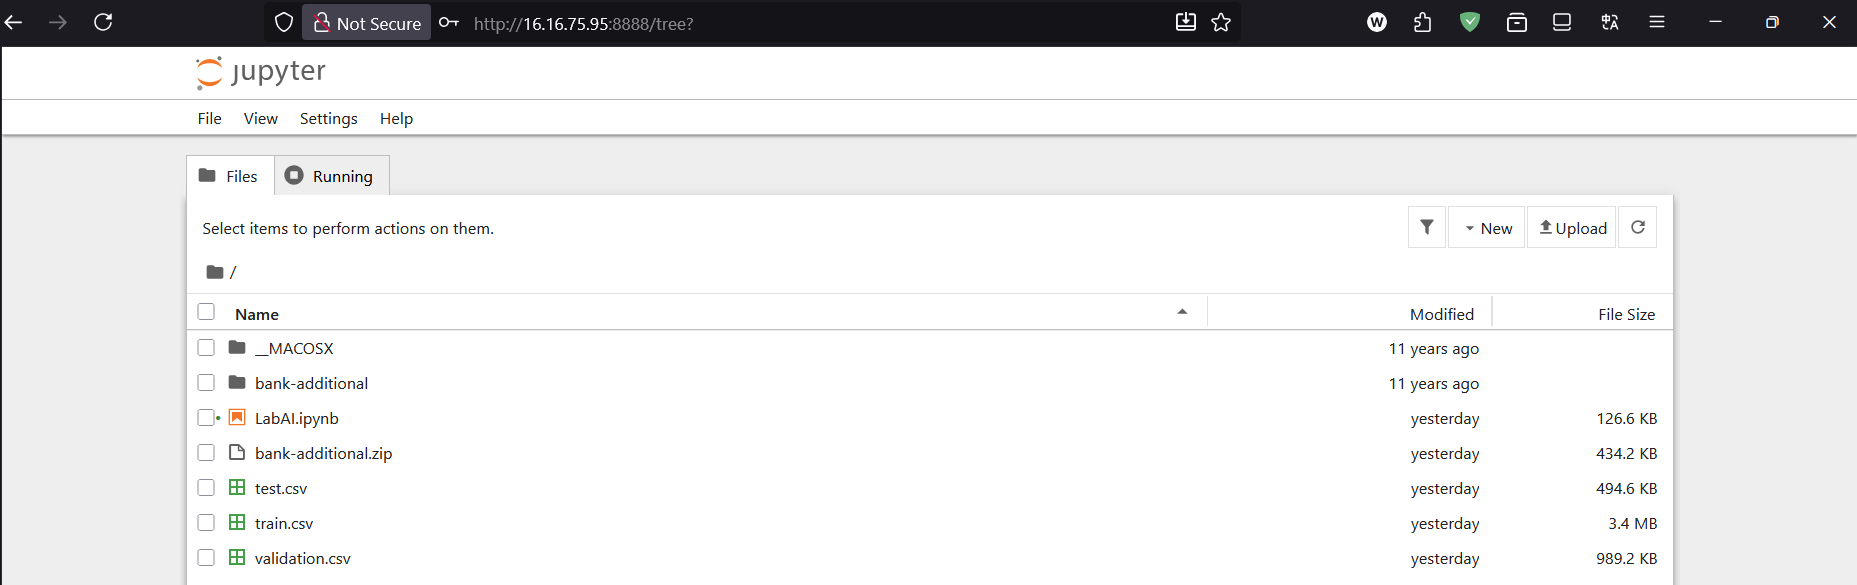 Not Secure http://16.16.75.95:8888/tree? W
jupyter
File View Settings Help
Files Running
Select items to perform actions on them.
New Upload
/
Name Modified File Size
__MACOSX 11 years ago
bank-additional 11 years ago
LabAI.ipynb yesterday 126.6 KB
bank-additional.zip yesterday 434.2 KB
test.csv yesterday 494.6 KB
train.csv yesterday 3.4 MB
validation.csv yesterday 989.2 KB